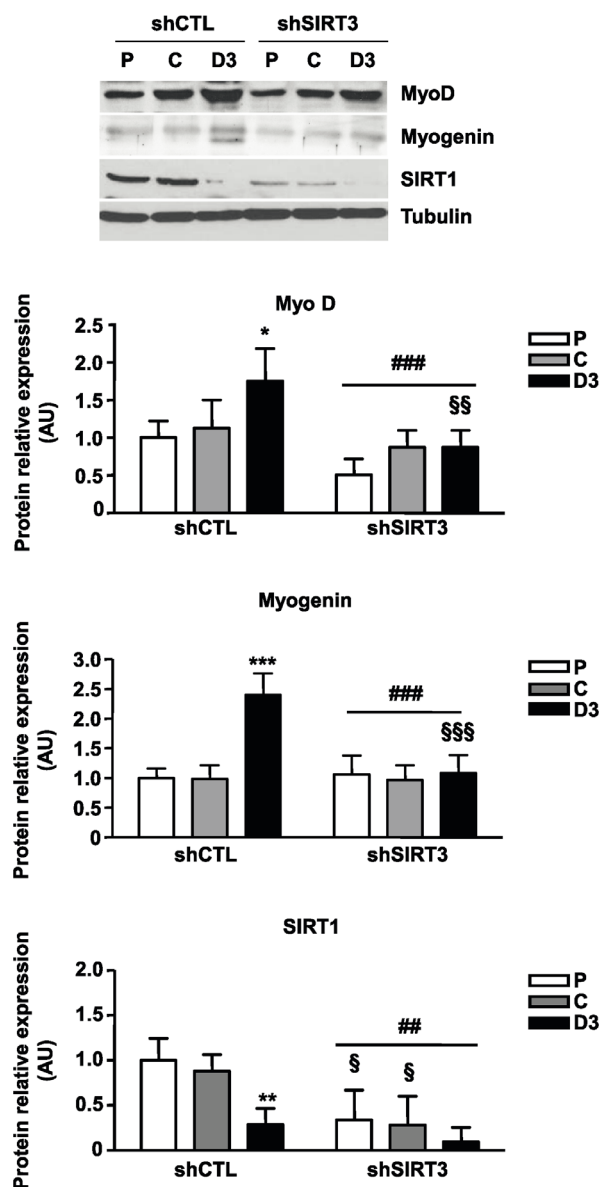 shCTL shSIRT3
P C D3 P C D3
MyoD
Myogenin
SIRT1
Tubulin
Myo D
Protein relative expression
(AU)
2.5
2.0
1.5
1.0
0.5
0
*
###
§§
shCTL shSIRT3
P
C
D3
Myogenin
Protein relative expression
(AU)
3.0
2.5
2.0
1.5
1.0
0.5
0
***
###
§§§
shCTL shSIRT3
P
C
D3
SIRT1
Protein relative expression
(AU)
2.0
1.5
1.0
0.5
0
**
##
§ §
shCTL shSIRT3
P
C
D3